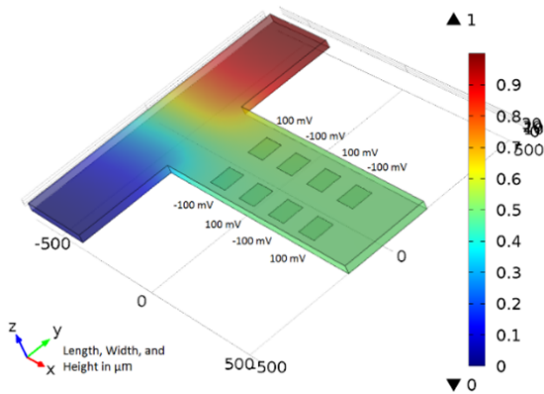 ▲ 1
0.9
0.8
0.7
0.6
0.5
0.4
0.3
0.2
0.1
0
▼ 0
500
100 mV
-100 mV
100 mV
-100 mV
-100 mV
100 mV
-100 mV
100 mV
-500
0
0
500
-500
z
y
x
Length, Width, and
Height in µm